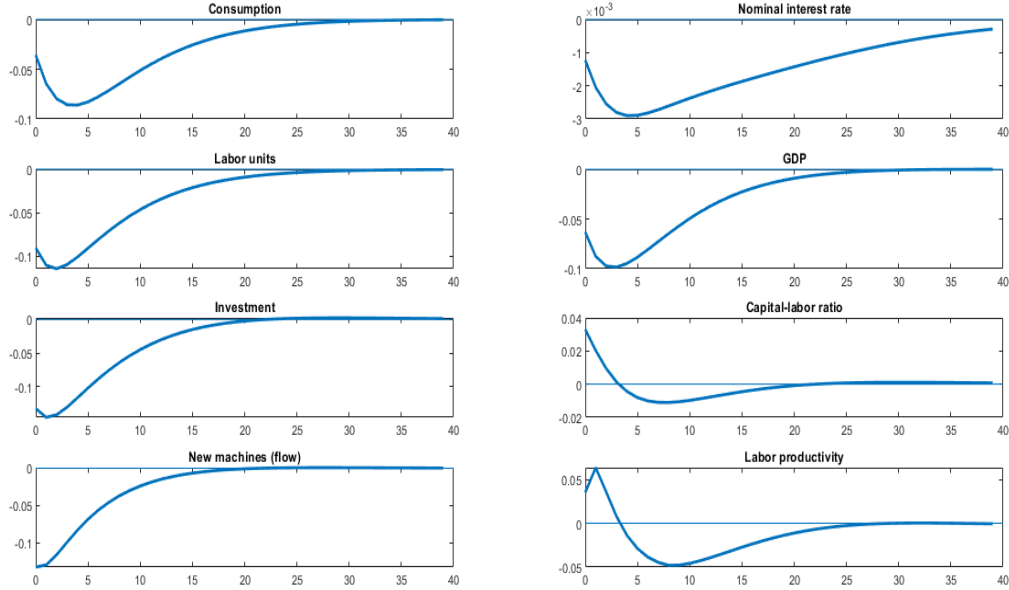 Consumption
0
-0.05
-0.1
0 5 10 15 20 25 30 35 40
Nominal interest rate
×10⁻³
0
-1
-2
-3
0 5 10 15 20 25 30 35 40
Labor units
0
-0.05
-0.1
0 5 10 15 20 25 30 35 40
GDP
0
-0.05
-0.1
0 5 10 15 20 25 30 35 40
Investment
0
-0.05
-0.1
0 5 10 15 20 25 30 35 40
Capital-labor ratio
0.04
0.02
0
-0.02
0 5 10 15 20 25 30 35 40
New machines (flow)
0
-0.05
-0.1
0 5 10 15 20 25 30 35 40
Labor productivity
0.05
0
-0.05
0 5 10 15 20 25 30 35 40